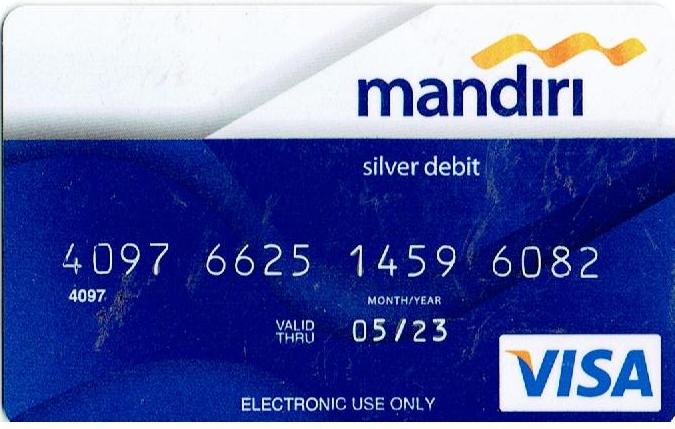 mandiri
silver debit
4097 6625 1459 6082
4097
MONTH/YEAR
VALID THRU 05/23
VISA
ELECTRONIC USE ONLY